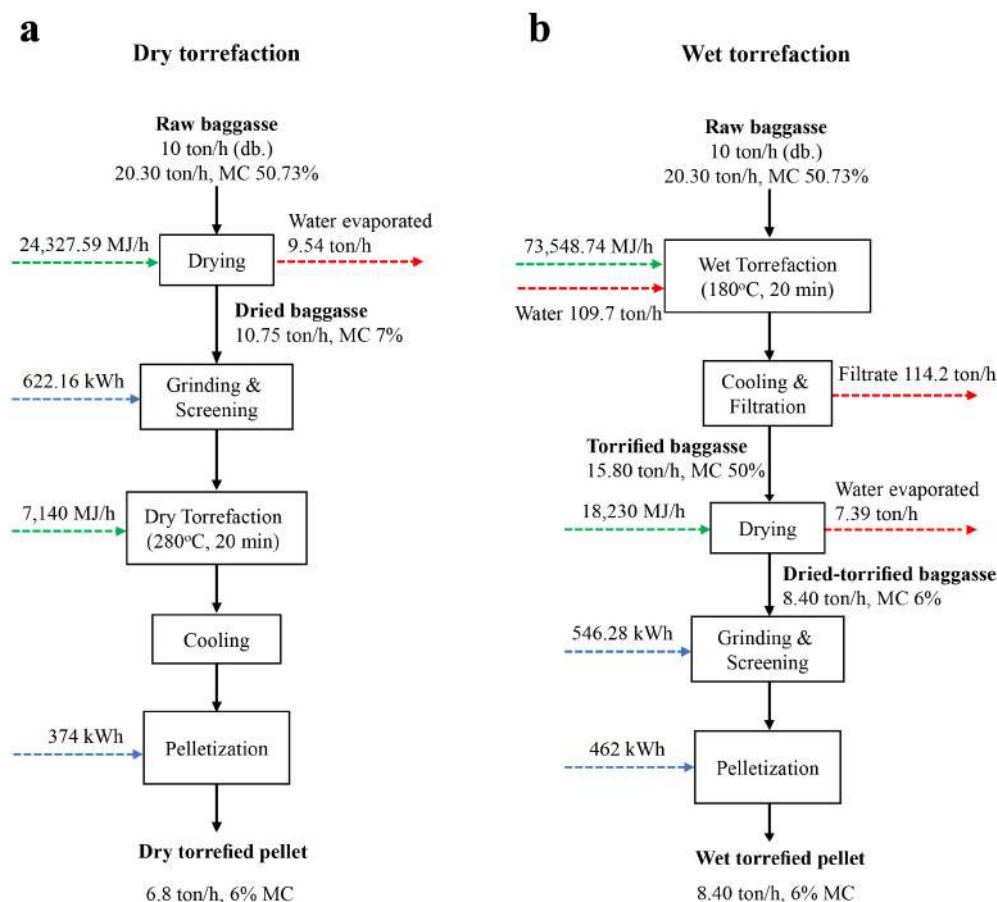 a
Dry torrefaction
Raw baggasse
10 ton/h (db.)
20.30 ton/h, MC 50.73%
24,327.59 MJ/h
Drying
Water evaporated
9.54 ton/h
Dried baggasse
10.75 ton/h, MC 7%
622.16 kWh
Grinding &
Screening
7,140 MJ/h
Dry Torrefaction
(280°C, 20 min)
Cooling
374 kWh
Pelletization
Dry torrefied pellet
6.8 ton/h, 6% MC
b
Wet torrefaction
Raw baggasse
10 ton/h (db.)
20.30 ton/h, MC 50.73%
73,548.74 MJ/h
Water 109.7 ton/h
Wet Torrefaction
(180°C, 20 min)
Cooling &
Filtration
Filtrate 114.2 ton/h
Torrified baggasse
15.80 ton/h, MC 50%
18,230 MJ/h
Drying
Water evaporated
7.39 ton/h
Dried-torrified baggasse
8.40 ton/h, MC 6%
546.28 kWh
Grinding &
Screening
462 kWh
Pelletization
Wet torrefied pellet
8.40 ton/h, 6% MC